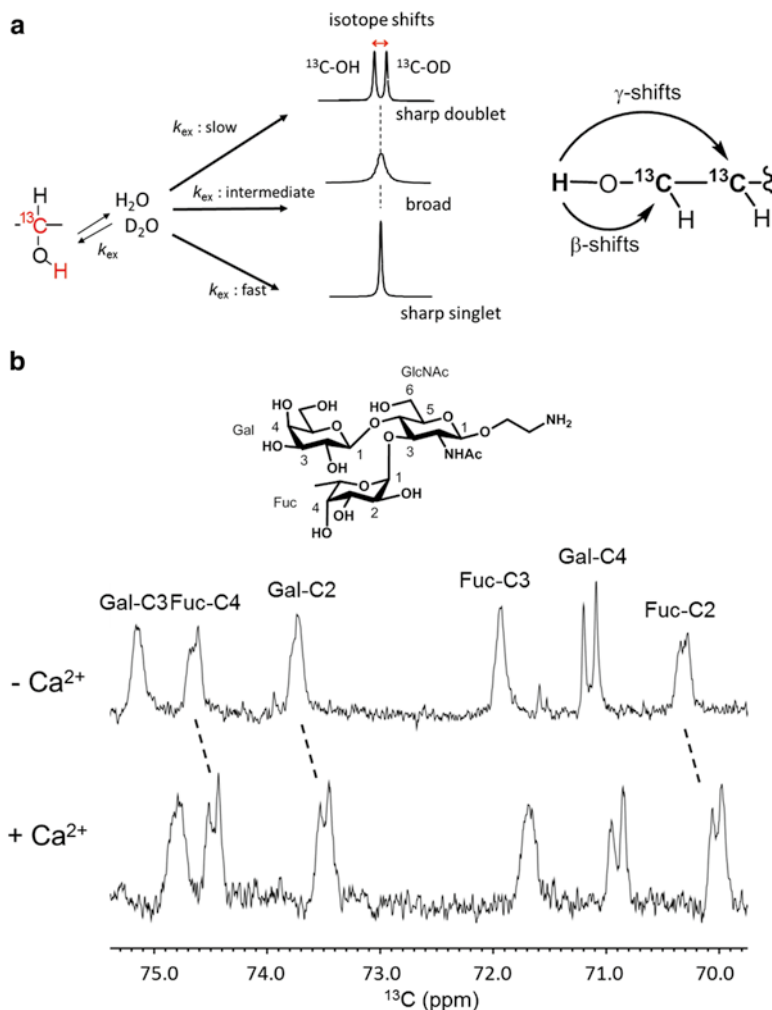 a
isotope shifts
¹³C-OH ¹³C-OD
sharp doublet
kex : slow
H₂O
kex : intermediate
D₂O
broad
kex
kex : fast
sharp singlet
H
-¹³C-
O
H
γ-shifts
H-O-¹³C-¹³C-ξ
H H
β-shifts
b
GlcNAc
6
HO OH HO 5
4 O O O 1 O NH₂
Gal HO 3 1 O 3 NHAc
OH
O 1
Fuc 4 2 OH
OH
HO
Gal-C3 Fuc-C4 Gal-C2 Fuc-C3 Gal-C4 Fuc-C2
- Ca²⁺
+ Ca²⁺
75.0 74.0 73.0 72.0 71.0 70.0
¹³C (ppm)